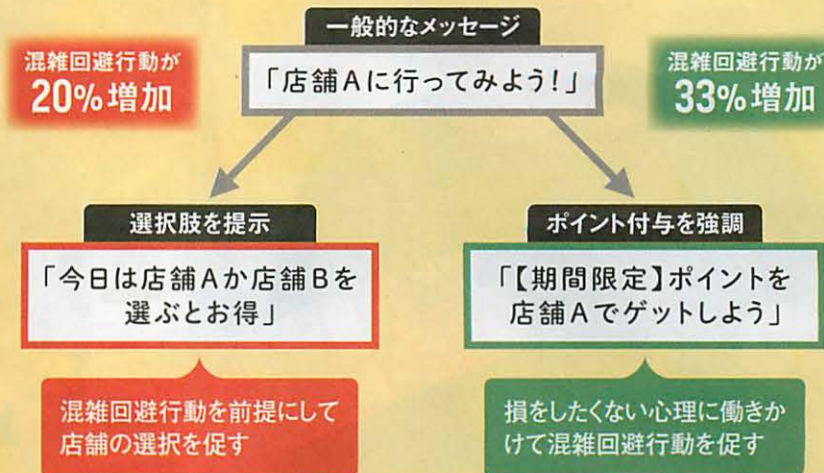 一般的なメッセージ
「店舗Aに行ってみよう!」
混雑回避行動が
20%増加
混雑回避行動が
33%増加
選択肢を提示
「今日は店舗Aか店舗Bを
選ぶとお得」
混雑回避行動を前提にして
店舗の選択を促す
ポイント付与を強調
「【期間限定】ポイントを
店舗Aでゲットしよう」
損をしたくない心理に働きか
けて混雑回避行動を促す